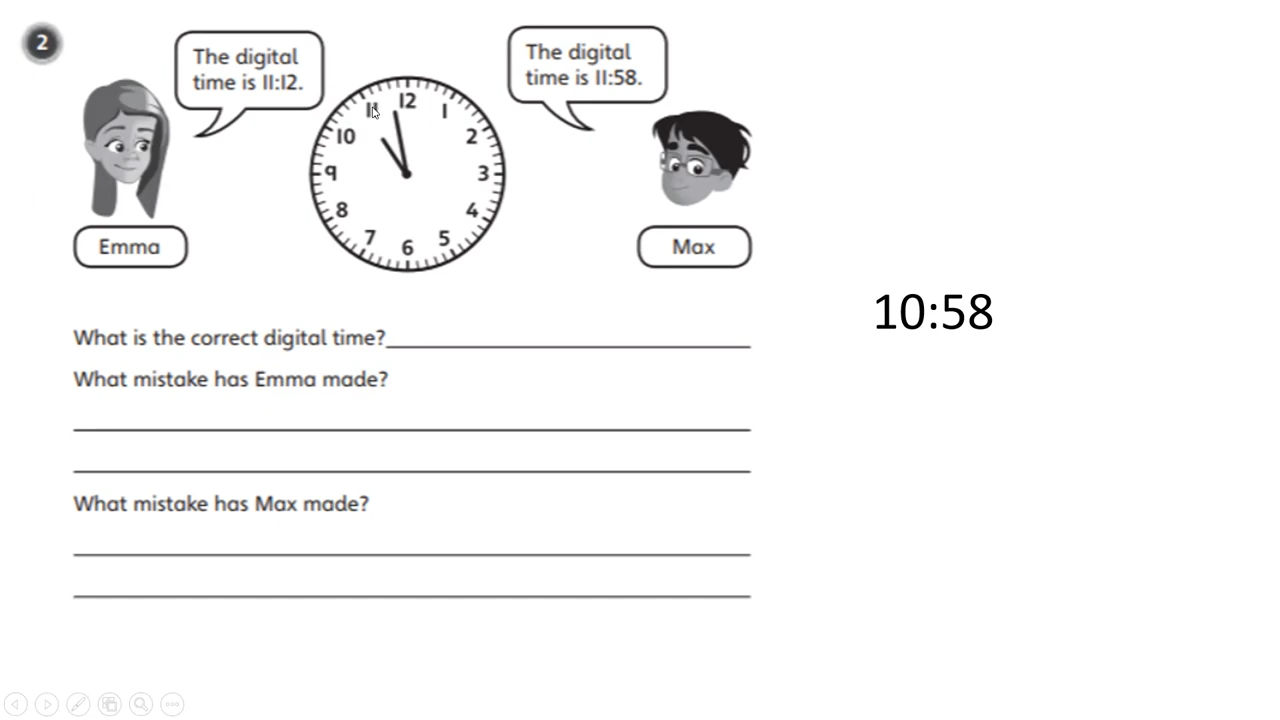 2
The digital
time is 11:12.
The digital
time is 11:58.
12
11
1
10
2
9
3
8
4
7
5
6
Emma
Max
10:58
What is the correct digital time?
What mistake has Emma made?
What mistake has Max made?